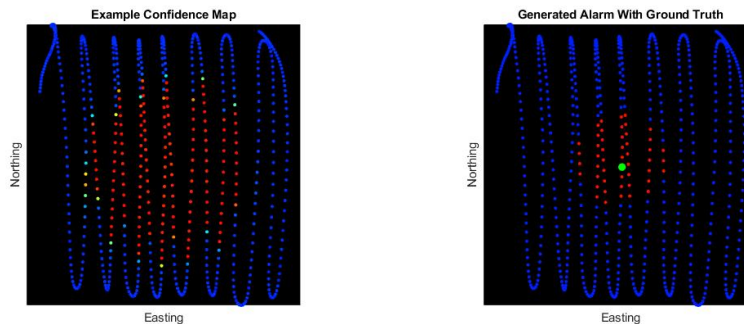 Example Confidence Map
Northing
Easting
Generated Alarm With Ground Truth
Northing
Easting